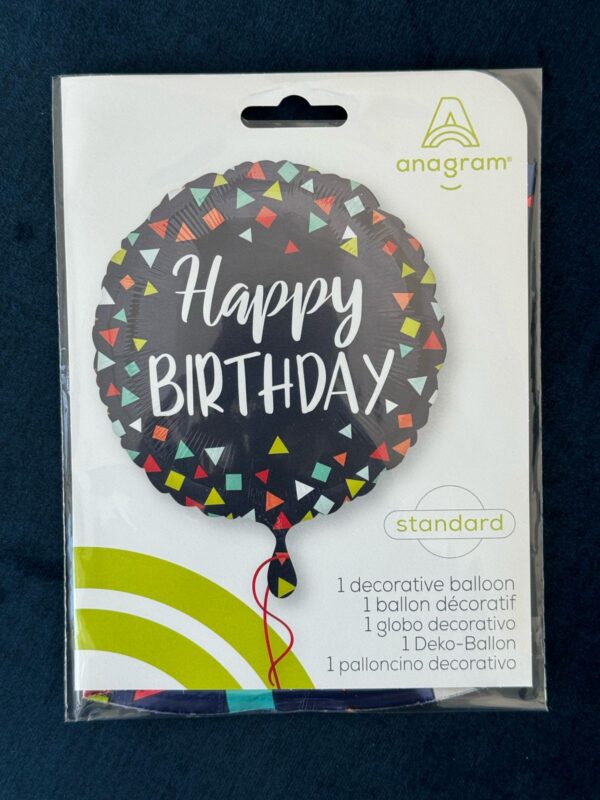 anagram®
Happy
BIRTHDAY
standard
1 decorative balloon
1 ballon décoratif
1 globo decorativo
1 Deko-Ballon
1 palloncino decorativo